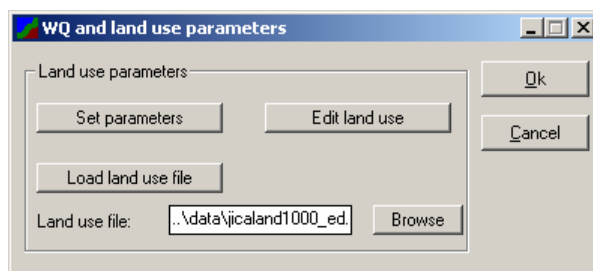 WQ and land use parameters
Land use parameters
Ok
Set parameters Edit land use
Cancel
Load land use file
Land use file: ..\data\jicaland1000_ed. Browse